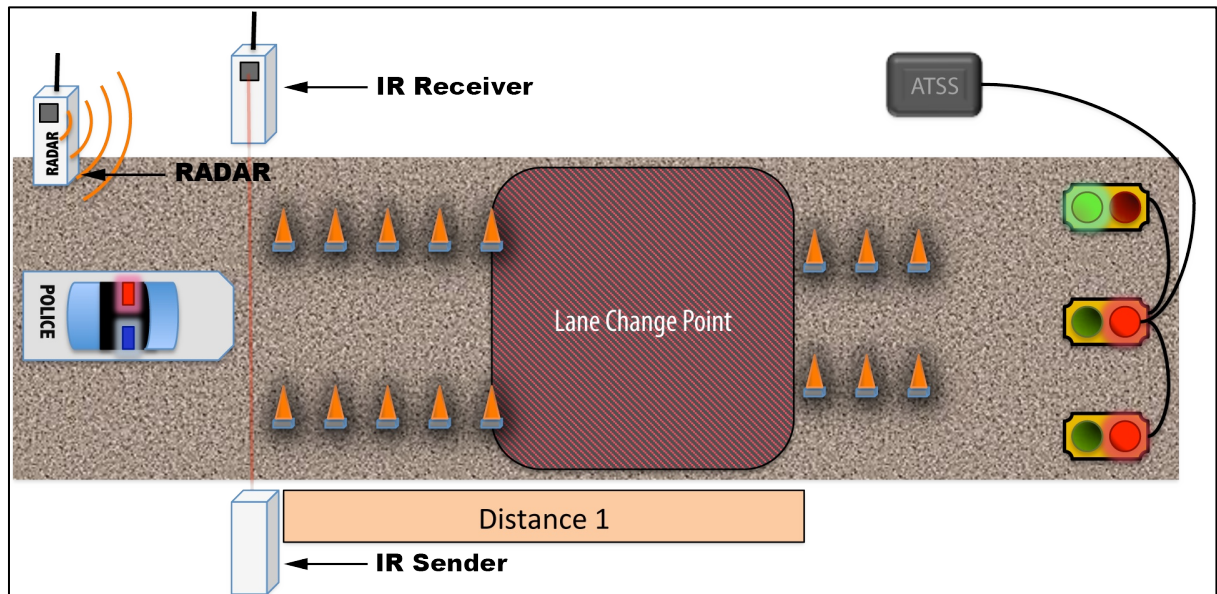 IR Receiver
ATSS
RADAR
RADAR
POLICE
Lane Change Point
Distance 1
IR Sender